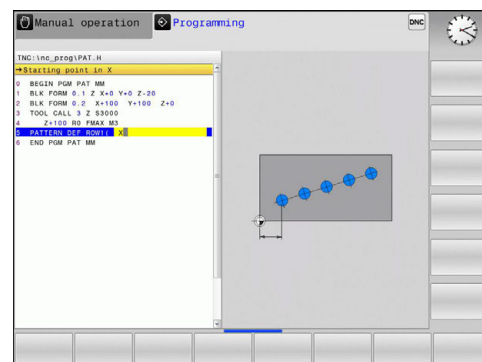 Manual operation
Programming
DNC
TNC:\nc_prog\PAT.H
→Starting point in X
0 BEGIN PGM PAT MM
1 BLK FORM 0.1 Z X+0 Y+0 Z-20
2 BLK FORM 0.2 X+100 Y+100 Z+0
3 TOOL CALL 3 Z S3000
4 Z+100 R0 FMAX M3
5 PATTERN DEF ROW1( X
6 END PGM PAT MM